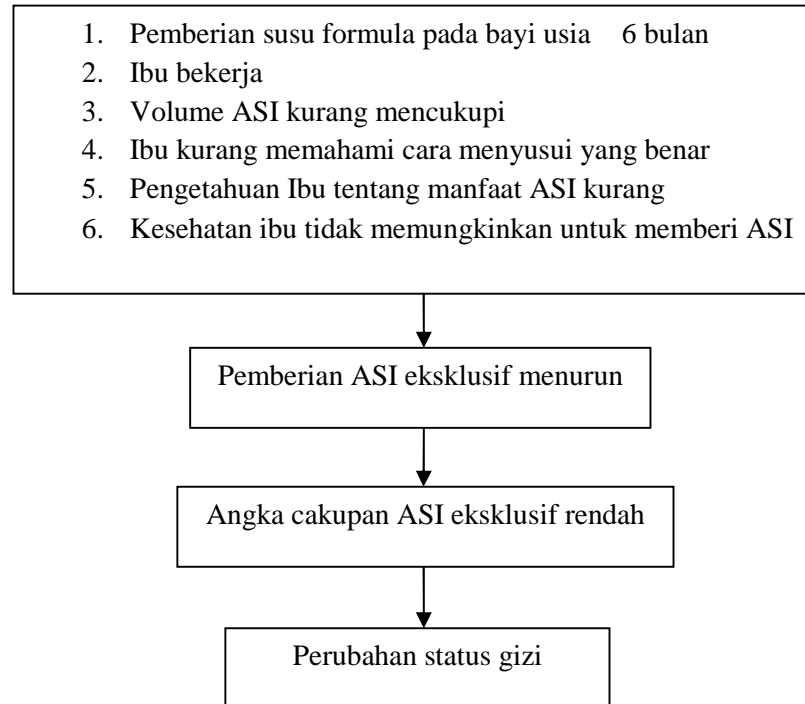 1. Pemberian susu formula pada bayi usia 6 bulan
2. Ibu bekerja
3. Volume ASI kurang mencukupi
4. Ibu kurang memahami cara menyusui yang benar
5. Pengetahuan Ibu tentang manfaat ASI kurang
6. Kesehatan ibu tidak memungkinkan untuk memberi ASI
Pemberian ASI eksklusif menurun
Angka cakupan ASI eksklusif rendah
Perubahan status gizi